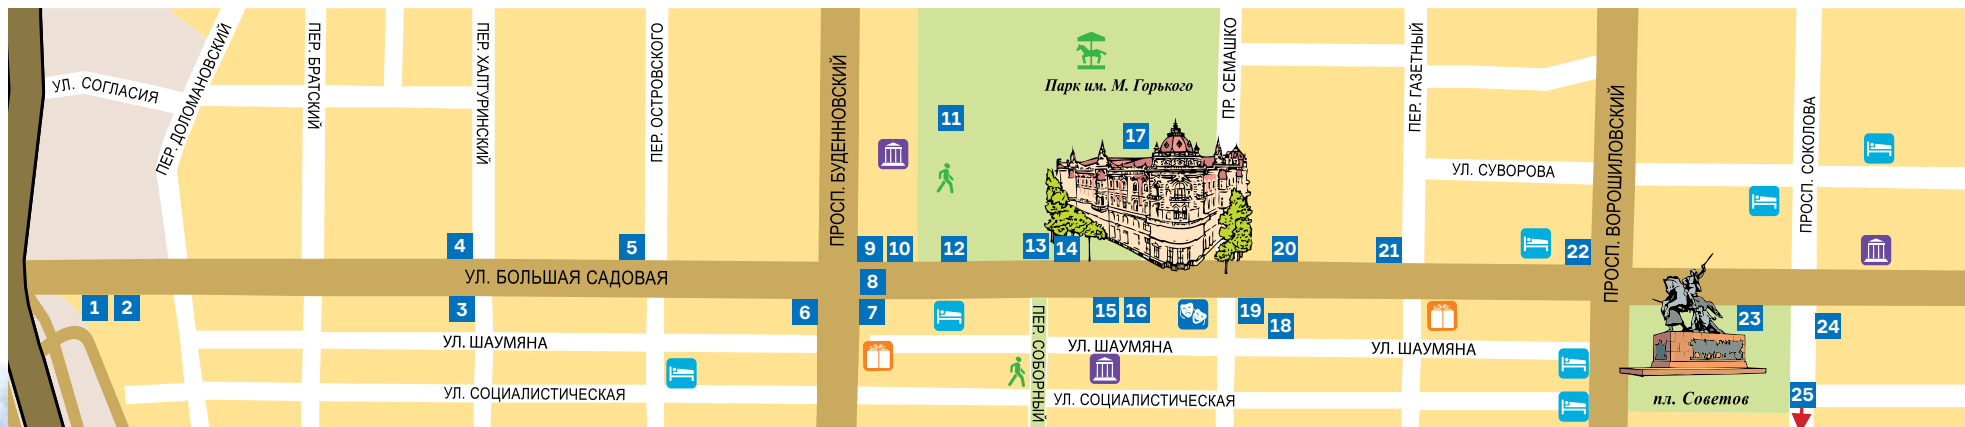 УЛ. СОГЛАСИЯ
ПЕР. ДОЛОМАНОВСКИЙ
ПЕР. БРАТСКИЙ
ПЕР. ХАЛТУРИНСКИЙ
ПЕР. ОСТРОВСКОГО
ПРОСП. БУДЕННОВСКИЙ
Парк им. М. Горького
ПР. СЕМАШКО
ПЕР. ГАЗЕТНЫЙ
УЛ. СУВОРОВА
ПРОСП. ВОРОШИЛОВСКИЙ
ПРОСП. СОКОЛОВА
11
17
4
5
9
10
12
13
14
20
21
22
УЛ. БОЛЬШАЯ САДОВАЯ
8
1
2
3
6
7
15
16
19
18
23
24
ПЕР. СОБОРНЫЙ
УЛ. ШАУМЯНА
УЛ. ШАУМЯНА
УЛ. ШАУМЯНА
УЛ. СОЦИАЛИСТИЧЕСКАЯ
УЛ. СОЦИАЛИСТИЧЕСКАЯ
пл. Советов
25